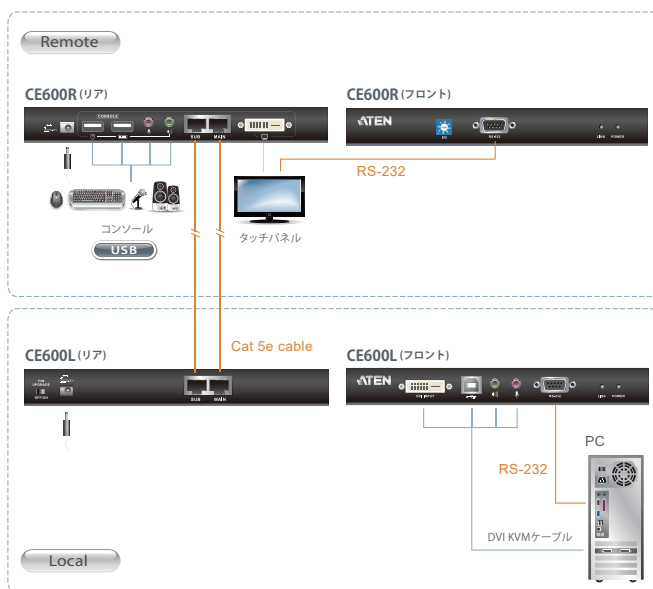 Remote
CE600R (リア)
CE600R (フロント)
CONSOLE
SUB MAIN
ATEN
RS-232
LINK POWER
RS-232
コンソール
USB
タッチパネル
CE600L (リア)
Cat 5e cable
CE600L (フロント)
F/W UPGRADE
OFF/ON
SUB MAIN
ATEN
DVI INPUT
RS-232
LINK POWER
PC
RS-232
DVI KVMケーブル
Local